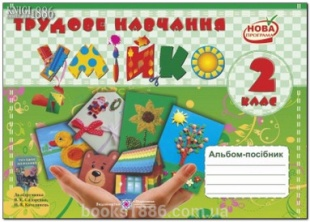 ТРУДОВЕ НАВЧАННЯ
УМІЙКО
НОВА
ПРОГРАМА
2
КЛАС
Альбом-посібник
books1886.com.ua